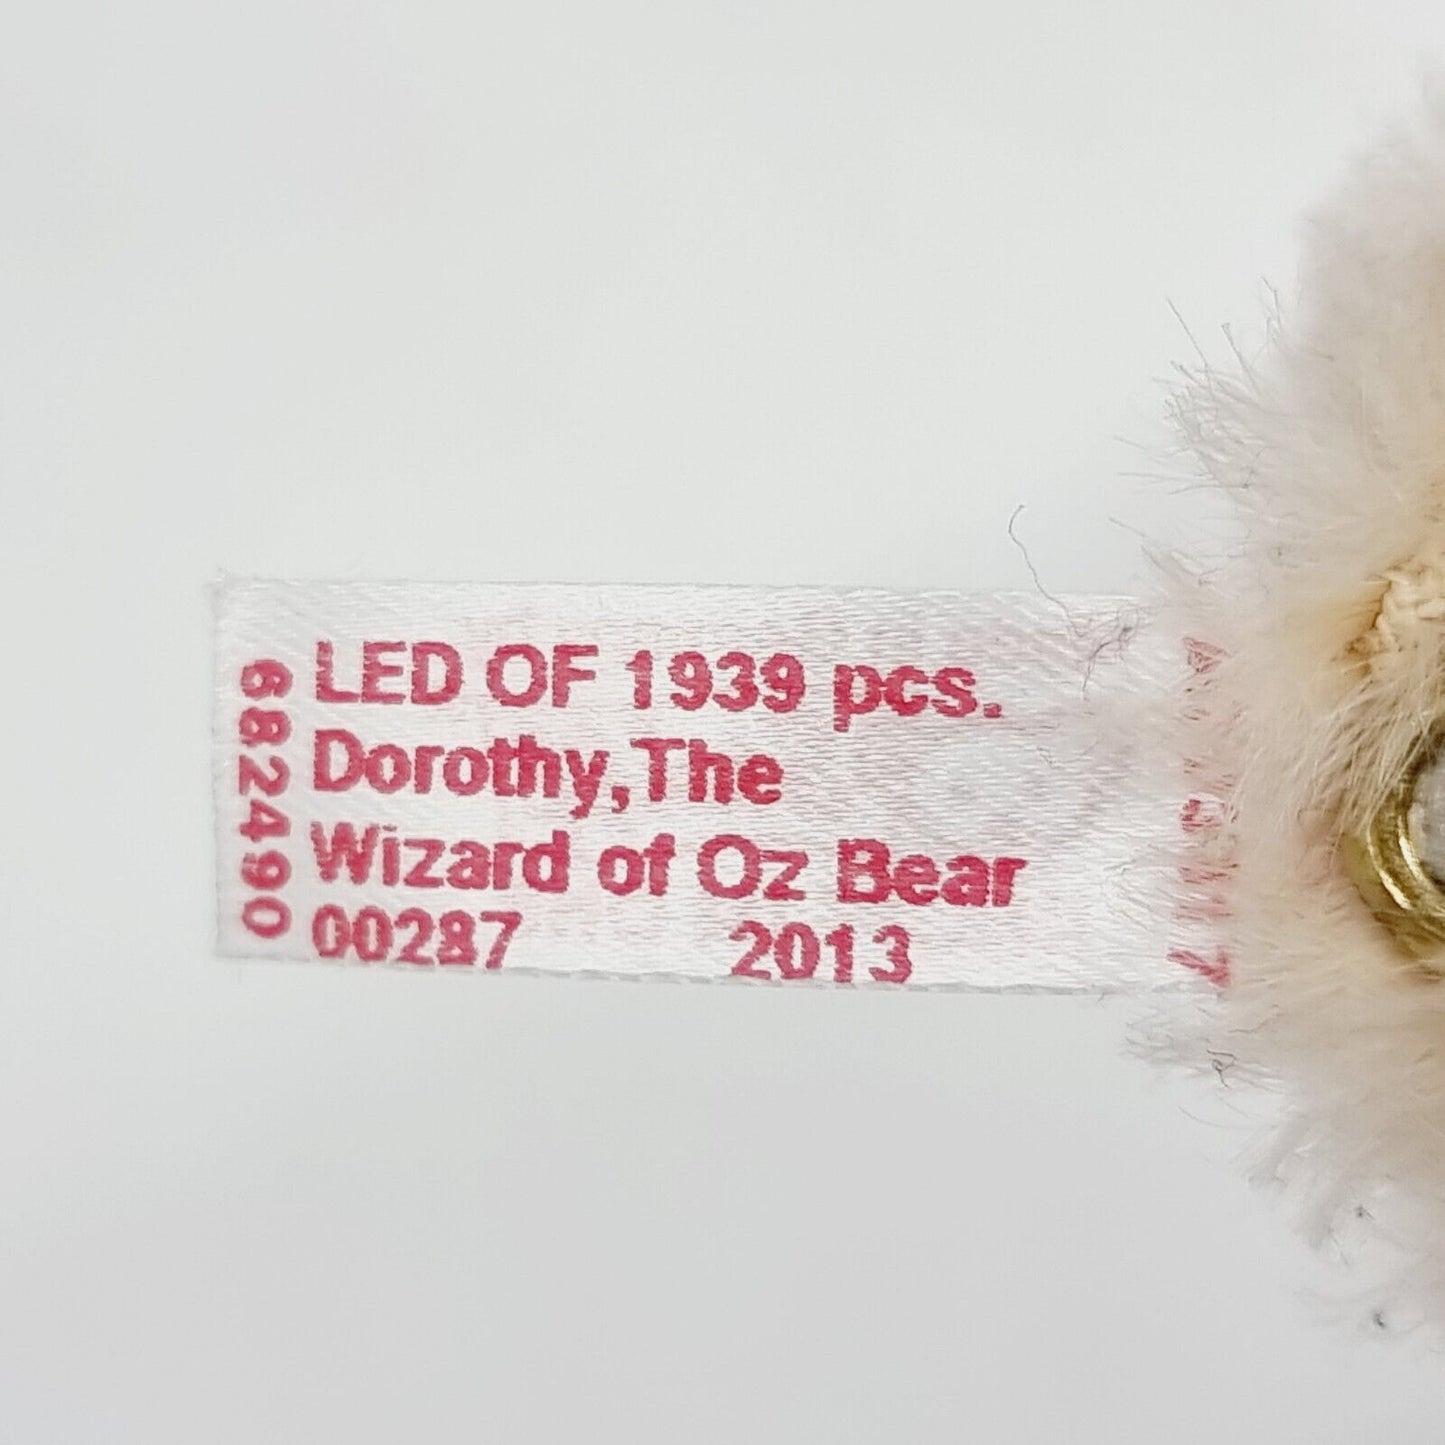 682490
LED OF 1939 pcs.
Dorothy,The
Wizard of Oz Bear
00287 2013